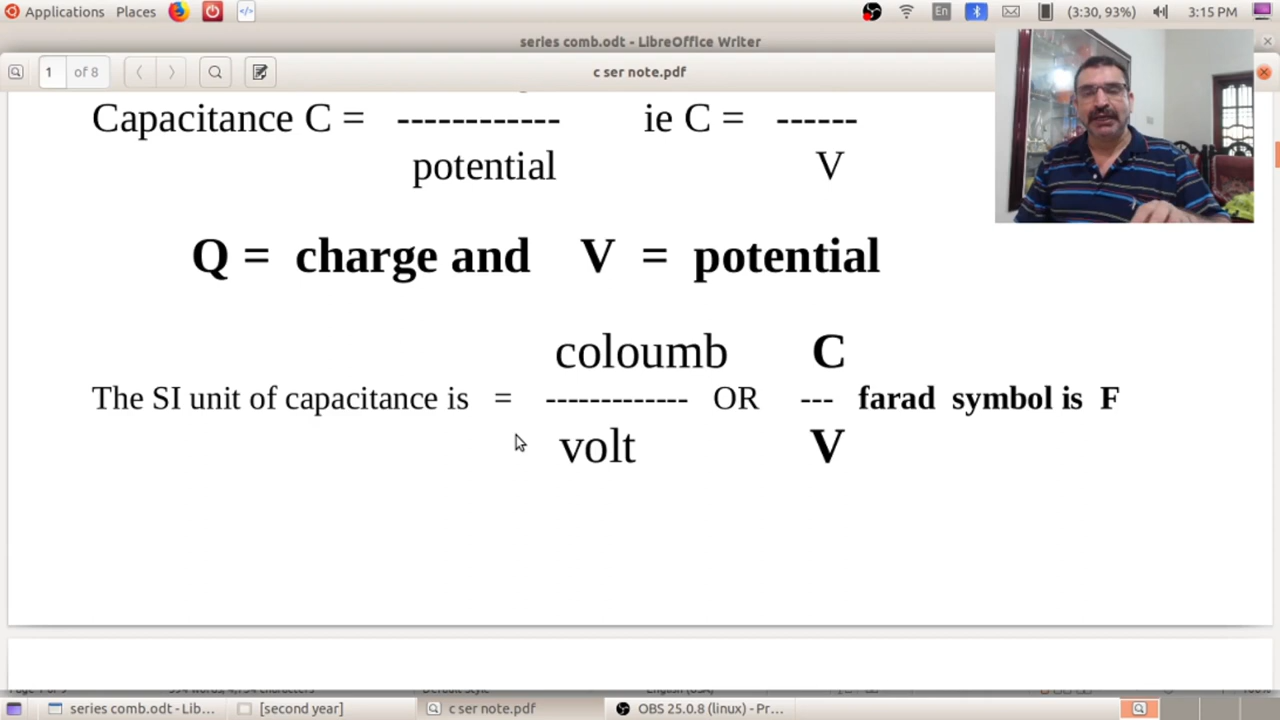 Applications Places En (3:30, 93%) 3:15 PM
series comb.odt - LibreOffice Writer
1 of 8 c ser note.pdf
Capacitance C = ------------ ie C = ------
potential V
Q = charge and V = potential
coloumb C
The SI unit of capacitance is = ------------- OR --- farad symbol is F
volt V
series comb.odt - Lib... [second year] c ser note.pdf OBS 25.0.8 (linux) - Pr...